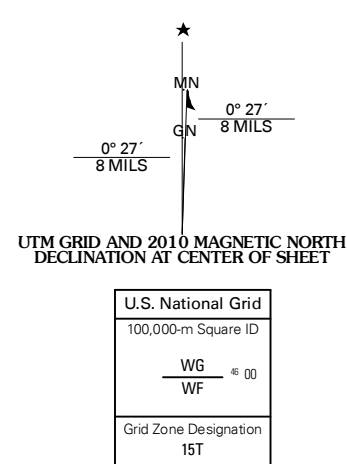 MN
0° 27´
8 MILS
GN
0° 27´
8 MILS
UTM GRID AND 2010 MAGNETIC NORTH
DECLINATION AT CENTER OF SHEET
U.S. National Grid
100,000-m Square ID
WG
46 00
WF
Grid Zone Designation
15T